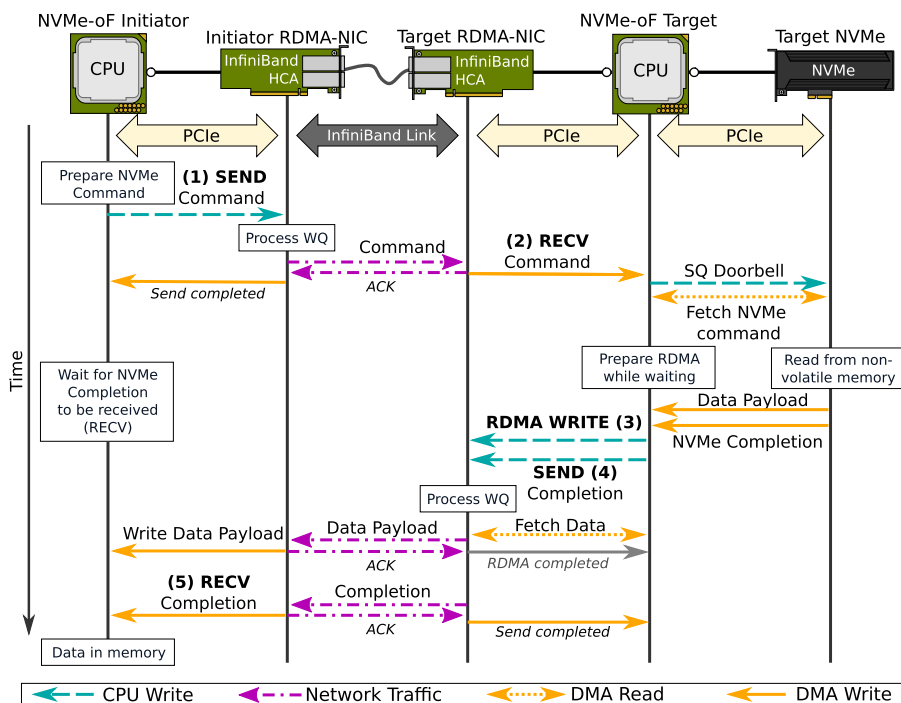 NVMe-oF Initiator
Initiator RDMA-NIC
Target RDMA-NIC
NVMe-oF Target
Target NVMe
CPU
InfiniBand
HCA
InfiniBand
HCA
CPU
NVMe
PCIe
InfiniBand Link
PCIe
PCIe
Time
Prepare NVMe
Command
(1) SEND
Command
Process WQ
Command
ACK
(2) RECV
Command
Send completed
SQ Doorbell
Fetch NVMe
command
Wait for NVMe
Completion
to be received
(RECV)
Prepare RDMA
while waiting
Read from non-
volatile memory
Data Payload
NVMe Completion
RDMA WRITE (3)
SEND (4)
Completion
Process WQ
Write Data Payload
Data Payload
ACK
Fetch Data
RDMA completed
(5) RECV
Completion
Completion
ACK
Send completed
Data in memory
CPU Write
Network Traffic
DMA Read
DMA Write